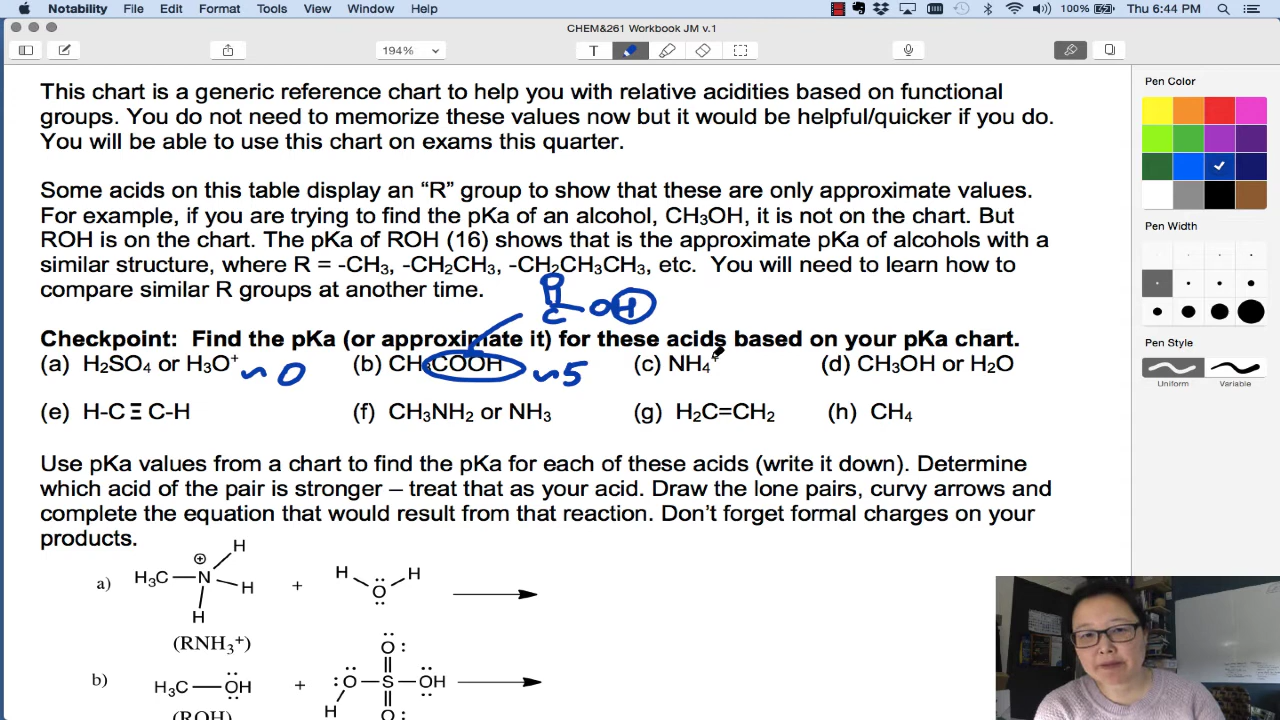 Notability File Edit Format Tools View Window Help 100% Thu 6:44 PM
CHEM&261 Workbook JM v.1
194% T
This chart is a generic reference chart to help you with relative acidities based on functional
groups. You do not need to memorize these values now but it would be helpful/quicker if you do.
You will be able to use this chart on exams this quarter.
Some acids on this table display an “R” group to show that these are only approximate values.
For example, if you are trying to find the pKa of an alcohol, CH₃OH, it is not on the chart. But
ROH is on the chart. The pKa of ROH (16) shows that is the approximate pKa of alcohols with a
similar structure, where R = -CH₃, -CH₂CH₃, -CH₂CH₃CH₃, etc. You will need to learn how to
compare similar R groups at another time.
O
C OH
Checkpoint: Find the pKa (or approximate it) for these acids based on your pKa chart.
(a) H₂SO₄ or H₃O⁺ ~0 (b) CH₃COOH ~5 (c) NH₄⁺ (d) CH₃OH or H₂O
(e) H-C Ξ C-H (f) CH₃NH₂ or NH₃ (g) H₂C=CH₂ (h) CH₄
Use pKa values from a chart to find the pKa for each of these acids (write it down). Determine
which acid of the pair is stronger – treat that as your acid. Draw the lone pairs, curvy arrows and
complete the equation that would result from that reaction. Don’t forget formal charges on your
products.
a) H₃C—N H H H ⊕ + H O H
(RNH₃⁺)
b) H₃C—OH + O O—S—OH H O
(ROH)
Pen Color
Pen Width
Pen Style
Uniform Variable